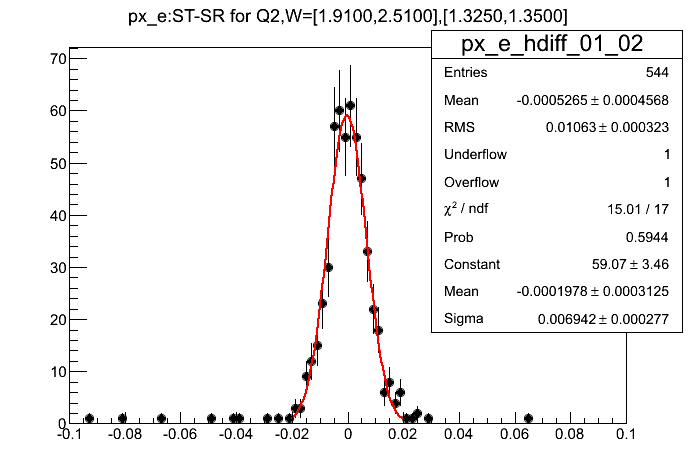 px_e:ST-SR for Q2,W=[1.9100,2.5100],[1.3250,1.3500]
px_e_hdiff_01_02
Entries 544
Mean -0.0005265 ± 0.0004568
RMS 0.01063 ± 0.000323
Underflow 1
Overflow 1
χ² / ndf 15.01 / 17
Prob 0.5944
Constant 59.07 ± 3.46
Mean -0.0001978 ± 0.0003125
Sigma 0.006942 ± 0.000277
70
60
50
40
30
20
10
0
-0.1 -0.08 -0.06 -0.04 -0.02 0 0.02 0.04 0.06 0.08 0.1